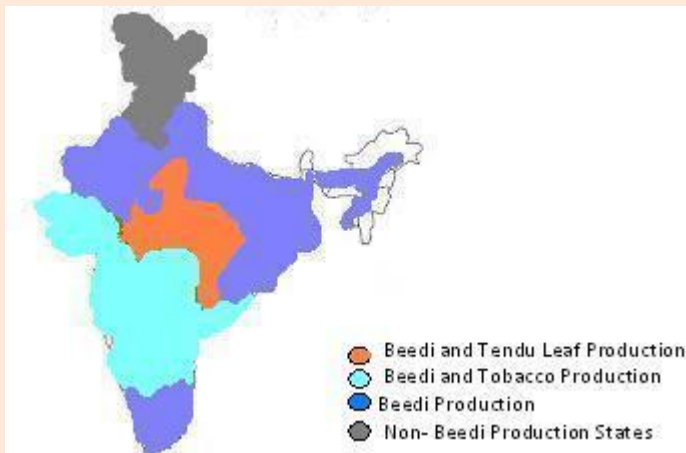 Beedi and Tendu Leaf Production
Beedi and Tobacco Production
Beedi Production
Non- Beedi Production States